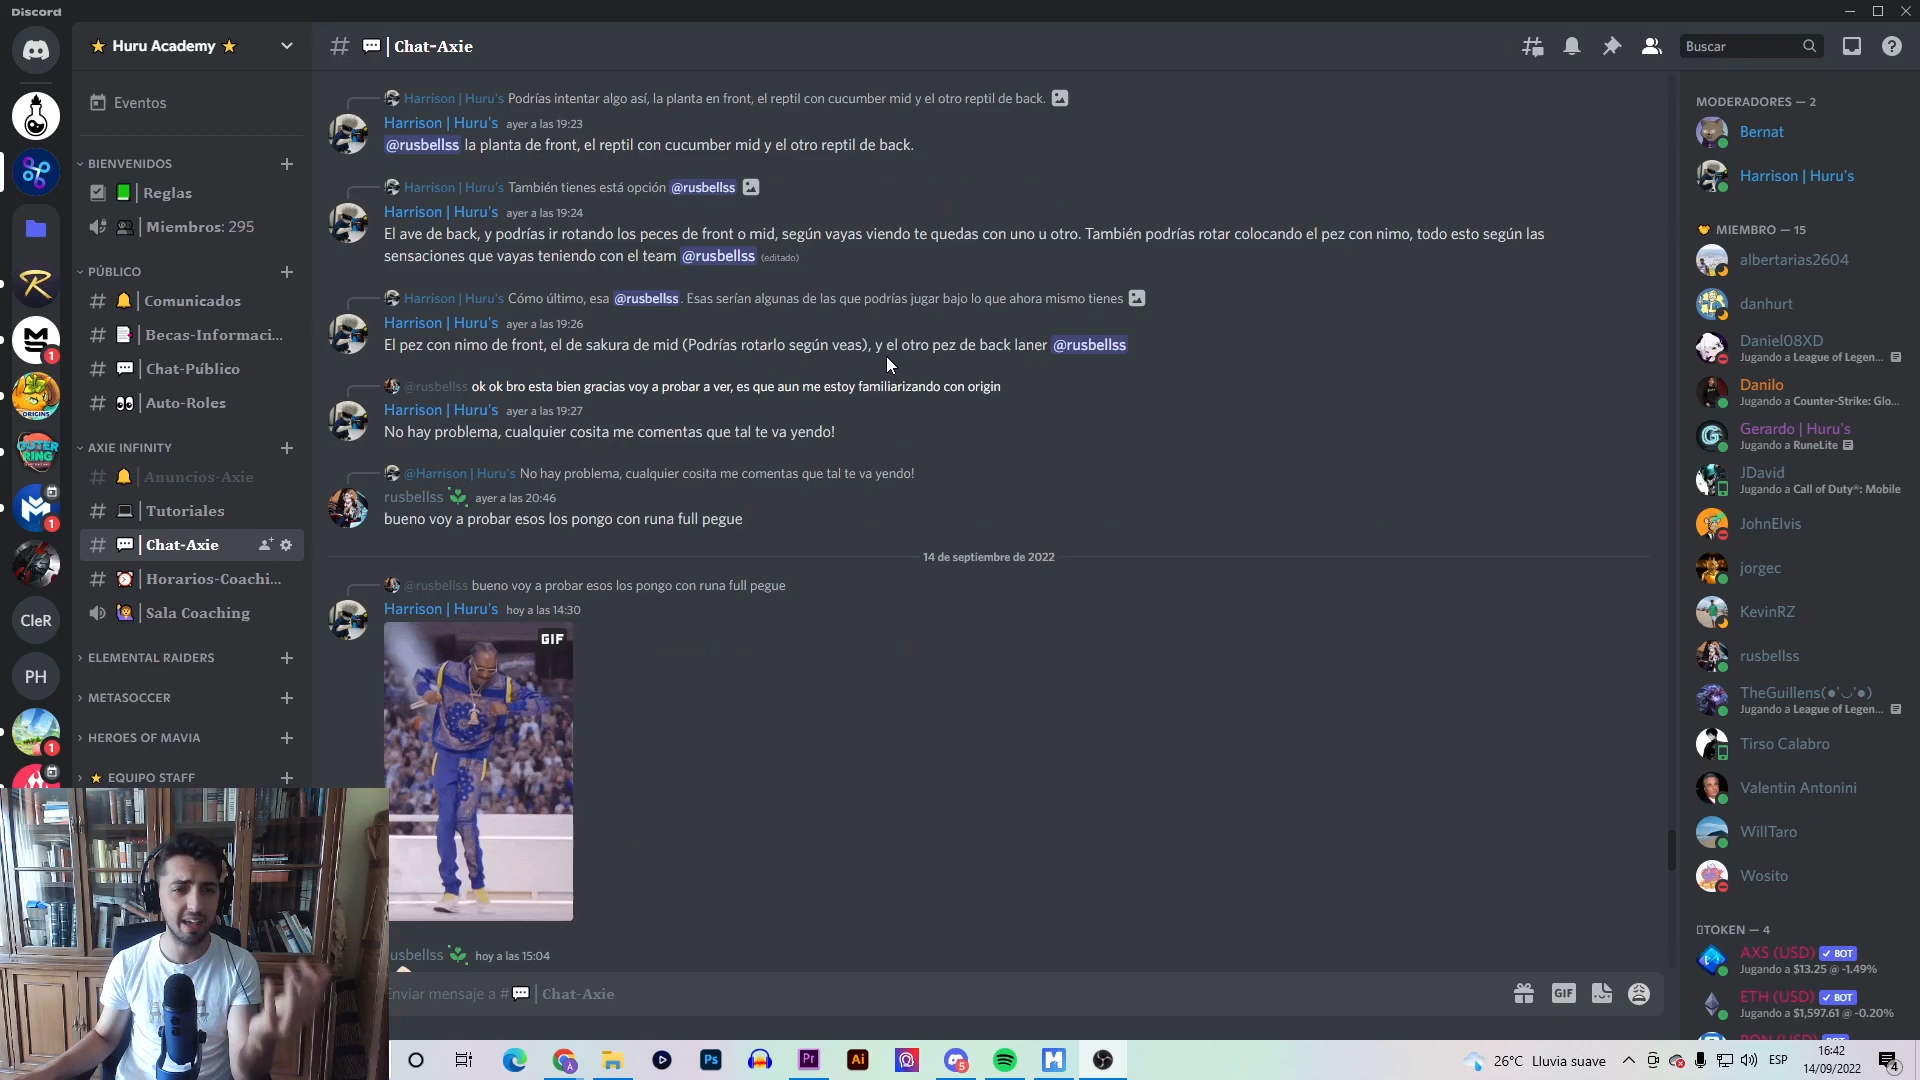 Discord
Huru Academy
Eventos
BIENVENIDOS
| Reglas
| Miembros: 295
PÚBLICO
| Comunicados
| Becas-Informaci...
| Chat-Público
| Auto-Roles
AXIE INFINITY
| Anuncios-Axie
| Tutoriales
| Chat-Axie
| Horarios-Coachi...
| Sala Coaching
ELEMENTAL RAIDERS
METASOCCER
HEROES OF MAVIA
EQUIPO STAFF
1
ORIGINS
OUTER RING
1
CleR
PH
1
| Chat-Axie
Buscar
Harrison | Huru's Podrías intentar algo así, la planta en front, el reptil con cucumber mid y el otro reptil de back.
Harrison | Huru's ayer a las 19:23
@rusbellss la planta de front, el reptil con cucumber mid y el otro reptil de back.
Harrison | Huru's También tienes está opción @rusbellss
Harrison | Huru's ayer a las 19:24
El ave de back, y podrías ir rotando los peces de front o mid, según vayas viendo te quedas con uno u otro. También podrías rotar colocando el pez con nimo, todo esto según las
sensaciones que vayas teniendo con el team @rusbellss (editado)
Harrison | Huru's Cómo último, esa @rusbellss. Esas serían algunas de las que podrías jugar bajo lo que ahora mismo tienes
Harrison | Huru's ayer a las 19:26
El pez con nimo de front, el de sakura de mid (Podrías rotarlo según veas), y el otro pez de back laner @rusbellss
@rusbellss ok ok bro esta bien gracias voy a probar a ver, es que aun me estoy familiarizando con origin
Harrison | Huru's ayer a las 19:27
No hay problema, cualquier cosita me comentas que tal te va yendo!
@Harrison | Huru's No hay problema, cualquier cosita me comentas que tal te va yendo!
rusbellss ayer a las 20:46
bueno voy a probar esos los pongo con runa full pegue
14 de septiembre de 2022
@rusbellss bueno voy a probar esos los pongo con runa full pegue
Harrison | Huru's hoy a las 14:30
GIF
usbellss hoy a las 15:04
nviar mensaje a # | Chat-Axie
GIF
MODERADORES — 2
Bernat
Harrison | Huru's
MIEMBRO — 15
albertarias2604
danhurt
Daniel08XD
Jugando a League of Legen...
Danilo
Jugando a Counter-Strike: Glo...
Gerardo | Huru's
Jugando a RuneLite
JDavid
Jugando a Call of Duty®: Mobile
JohnElvis
jorgec
KevinRZ
rusbellss
TheGuillens(●'◡'●)
Jugando a League of Legen...
Tirso Calabro
Valentin Antonini
WillTaro
Wosito
TOKEN — 4
AXS (USD) ✓ BOT
Jugando a $13.25 @ -1.49%
ETH (USD) ✓ BOT
Jugando a $1,597.61 @ -0.20%
Ps
Pr
Ai
5
26°C Lluvia suave
ESP
16:42
14/09/2022
4